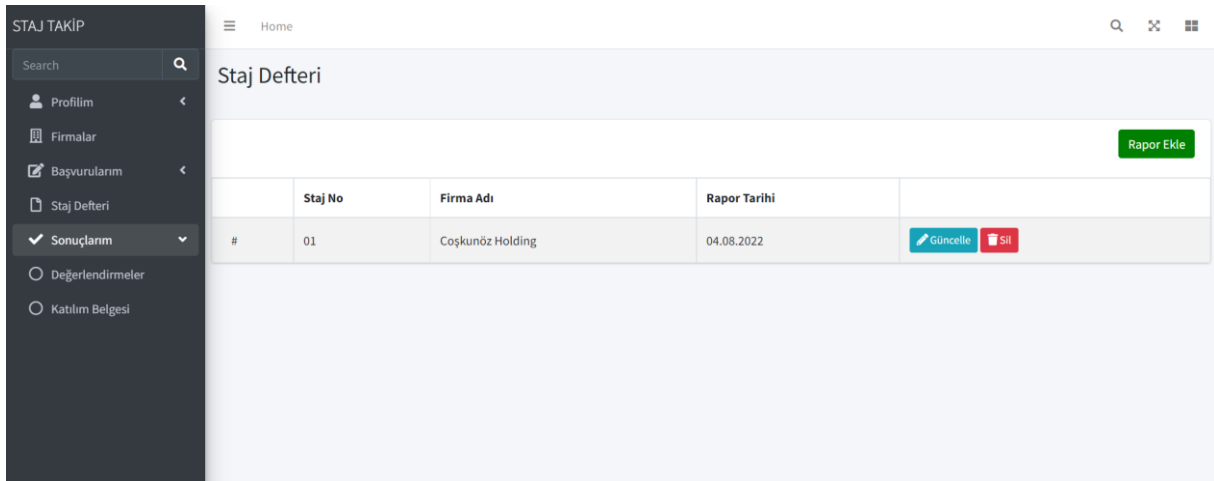 STAJ TAKİP
Search
Profilim
Firmalar
Başvurularım
Staj Defteri
Sonuçlarım
Değerlendirmeler
Katılım Belgesi
Home
Staj Defteri
Rapor Ekle
Staj No Firma Adı Rapor Tarihi
# 01 Coşkunöz Holding 04.08.2022 Güncelle Sil